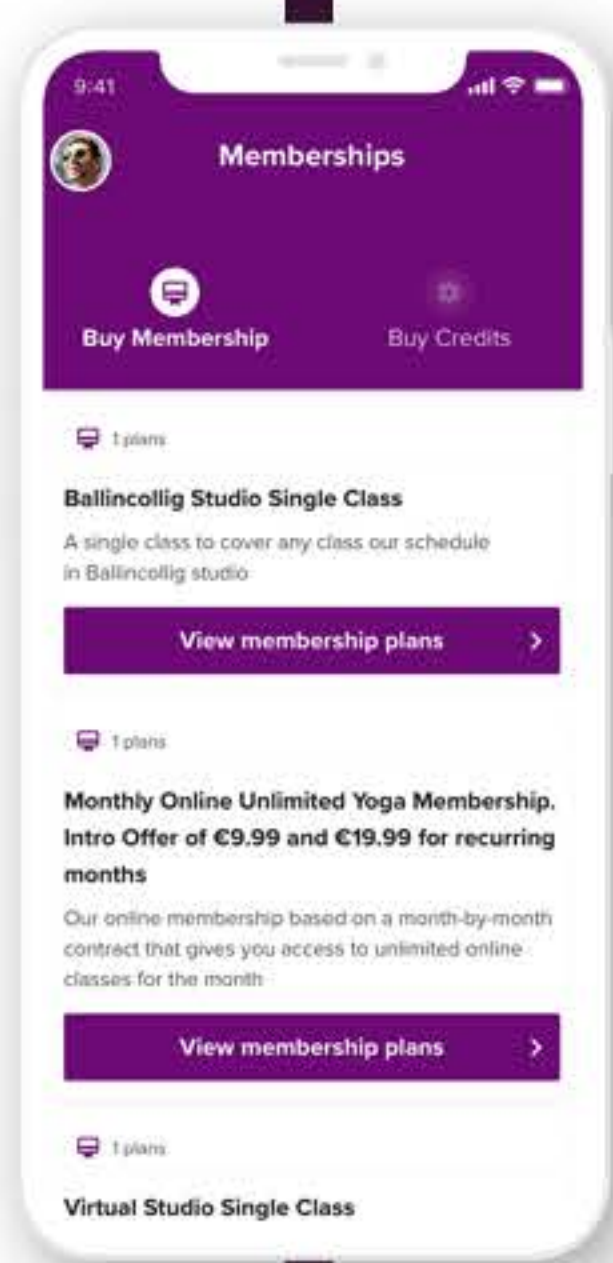 9:41
Memberships
Buy Membership
Buy Credits
1 plans
Ballincollig Studio Single Class
A single class to cover any class our schedule
in Ballincollig studio
View membership plans
1 plans
Monthly Online Unlimited Yoga Membership.
Intro Offer of €9.99 and €19.99 for recurring
months
Our online membership based on a month-by-month
contract that gives you access to unlimited online
classes for the month
View membership plans
1 plans
Virtual Studio Single Class